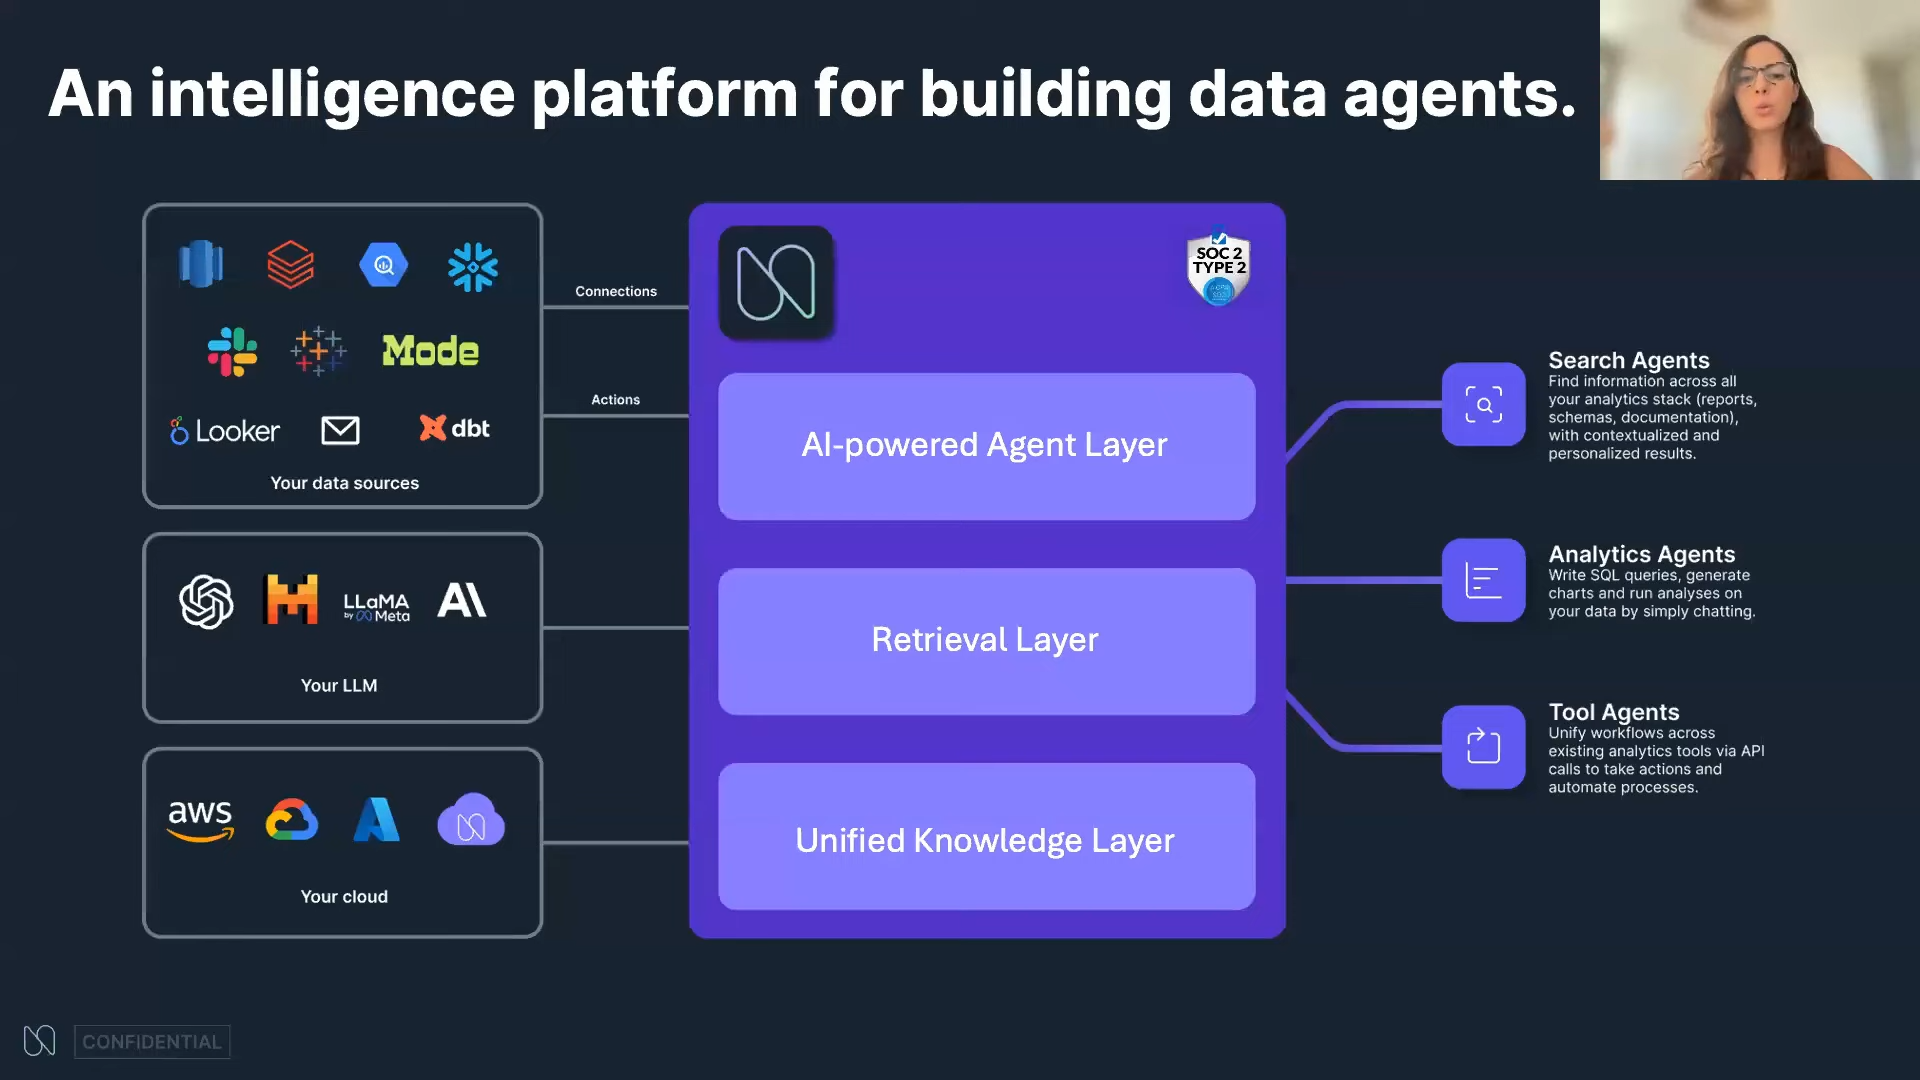 An intelligence platform for building data agents.
Mode
Looker
dbt
Your data sources
Connections
Actions
LLaMA
by Meta
Your LLM
aws
Your cloud
SOC 2
TYPE 2
AI-powered Agent Layer
Retrieval Layer
Unified Knowledge Layer
Search Agents
Find information across all
your analytics stack (reports,
schemas, documentation),
with contextualized and
personalized results.
Analytics Agents
Write SQL queries, generate
charts and run analyses on
your data by simply chatting.
Tool Agents
Unify workflows across
existing analytics tools via API
calls to take actions and
automate processes.
CONFIDENTIAL